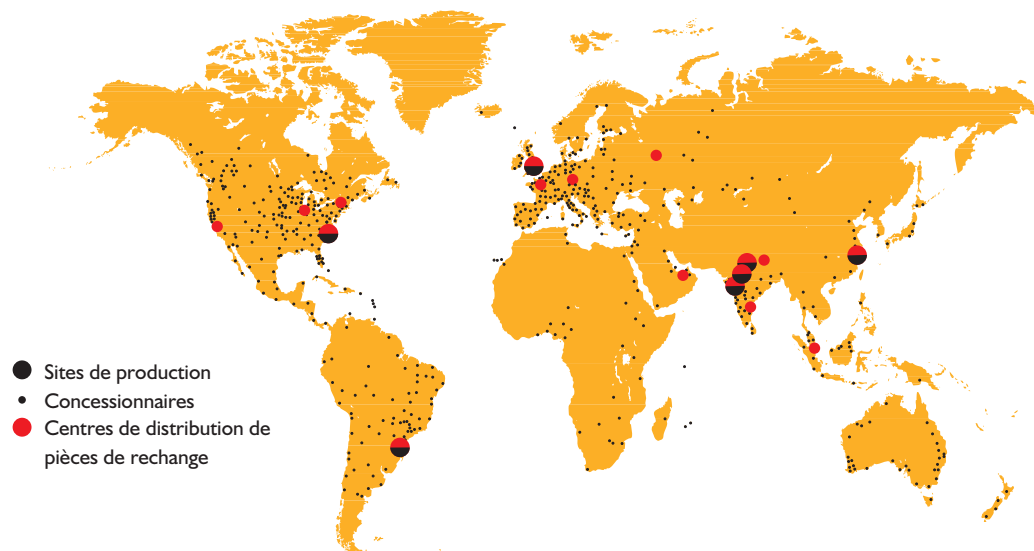 Sites de production
Concessionnaires
Centres de distribution de
pièces de rechange